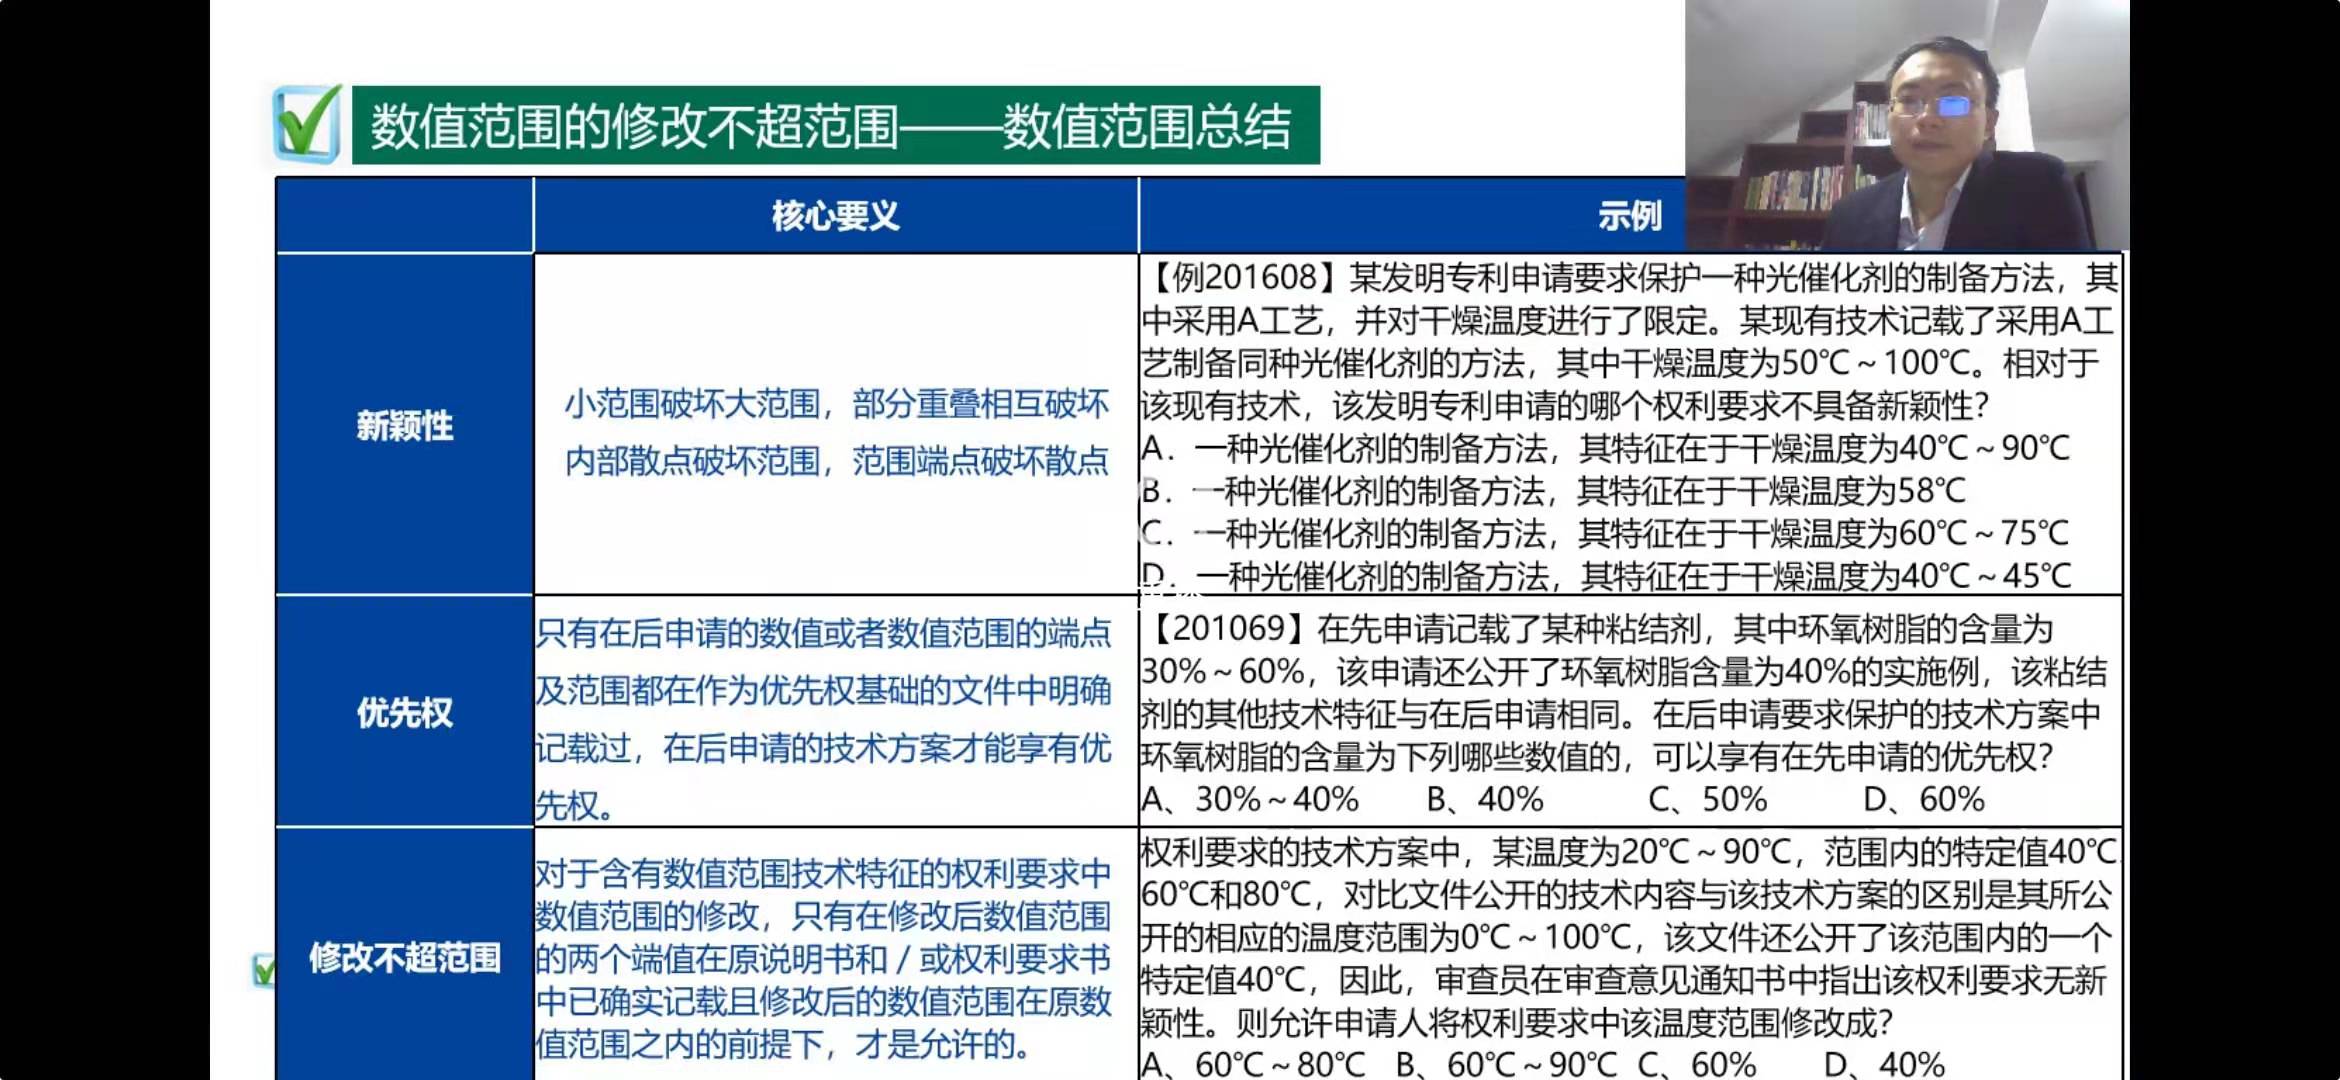 数值范围的修改不超范围——数值范围总结
核心要义
示例
新颖性
小范围破坏大范围，部分重叠相互破坏
内部散点破坏范围，范围端点破坏散点
【例201608】某发明专利申请要求保护一种光催化剂的制备方法，其
中采用A工艺，并对干燥温度进行了限定。某现有技术记载了采用A工
艺制备同种光催化剂的方法，其中干燥温度为50℃～100℃。相对于
该现有技术，该发明专利申请的哪个权利要求不具备新颖性？
A．一种光催化剂的制备方法，其特征在于干燥温度为40℃～90℃
B．一种光催化剂的制备方法，其特征在于干燥温度为58℃
C．一种光催化剂的制备方法，其特征在于干燥温度为60℃～75℃
D．一种光催化剂的制备方法，其特征在于干燥温度为40℃～45℃
优先权
只有在后申请的数值或者数值范围的端点
及范围都在作为优先权基础的文件中明确
记载过，在后申请的技术方案才能享有优
先权。
【201069】在先申请记载了某种粘结剂，其中环氧树脂的含量为
30%～60%，该申请还公开了环氧树脂含量为40%的实施例，该粘结
剂的其他技术特征与在后申请相同。在后申请要求保护的技术方案中
环氧树脂的含量为下列哪些数值的，可以享有在先申请的优先权？
A、30%～40% B、40% C、50% D、60%
修改不超范围
对于含有数值范围技术特征的权利要求中
数值范围的修改，只有在修改后数值范围
的两个端值在原说明书和／或权利要求书
中已确实记载且修改后的数值范围在原数
值范围之内的前提下，才是允许的。
权利要求的技术方案中，某温度为20℃～90℃，范围内的特定值40℃
60℃和80℃，对比文件公开的技术内容与该技术方案的区别是其所公
开的相应的温度范围为0℃～100℃，该文件还公开了该范围内的一个
特定值40℃，因此，审查员在审查意见通知书中指出该权利要求无新
颖性。则允许申请人将权利要求中该温度范围修改成？
A、60℃～80℃ B、60℃～90℃ C、60% D、40%